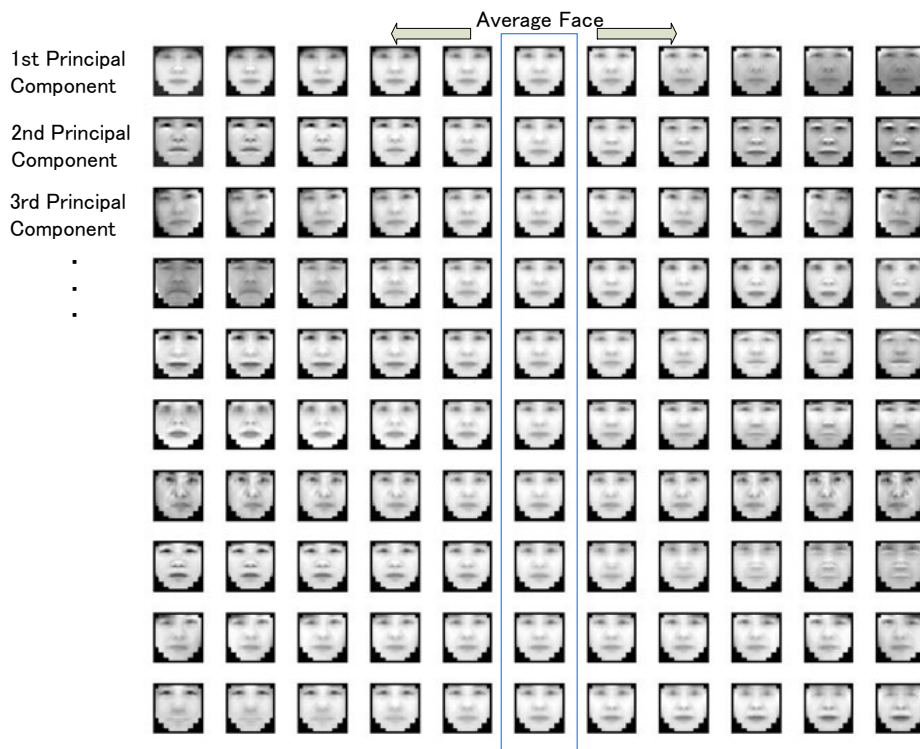 Average Face
1st Principal
Component
2nd Principal
Component
3rd Principal
Component